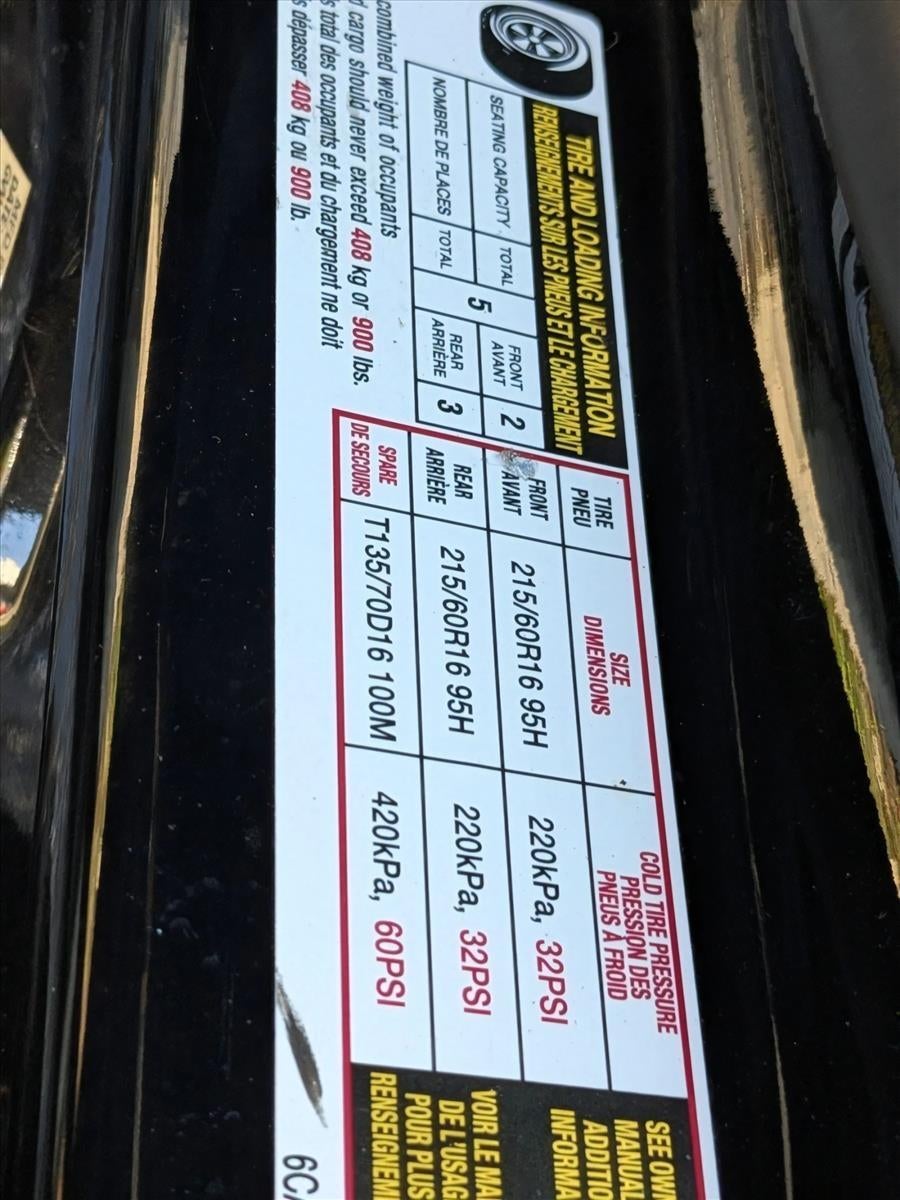 TIRE AND LOADING INFORMATION
RENSEIGNEMENTS SUR LES PNEUS ET LE CHARGEMENT
SEATING CAPACITY
NOMBRE DE PLACES
TOTAL
TOTAL
5
FRONT
AVANT
2
REAR
ARRIÈRE
3
combined weight of occupants
cargo should never exceed 408 kg or 900 lbs.
total des occupants et du chargement ne doit
dépasser 408 kg ou 900 lb.
TIRE
PNEU
SIZE
DIMENSIONS
COLD TIRE PRESSURE
PRESSION DES
PNEUS À FROID
FRONT
AVANT
215/60R16 95H
220kPa, 32PSI
REAR
ARRIÈRE
215/60R16 95H
220kPa, 32PSI
SPARE
DE SECOURS
T135/70D16 100M
420kPa, 60PSI
SEE OWN
MANUAL
ADDITIO
INFORMA
VOIR LE MA
DE L'USAG
POUR PLUS
RENSEIGNEM
6C